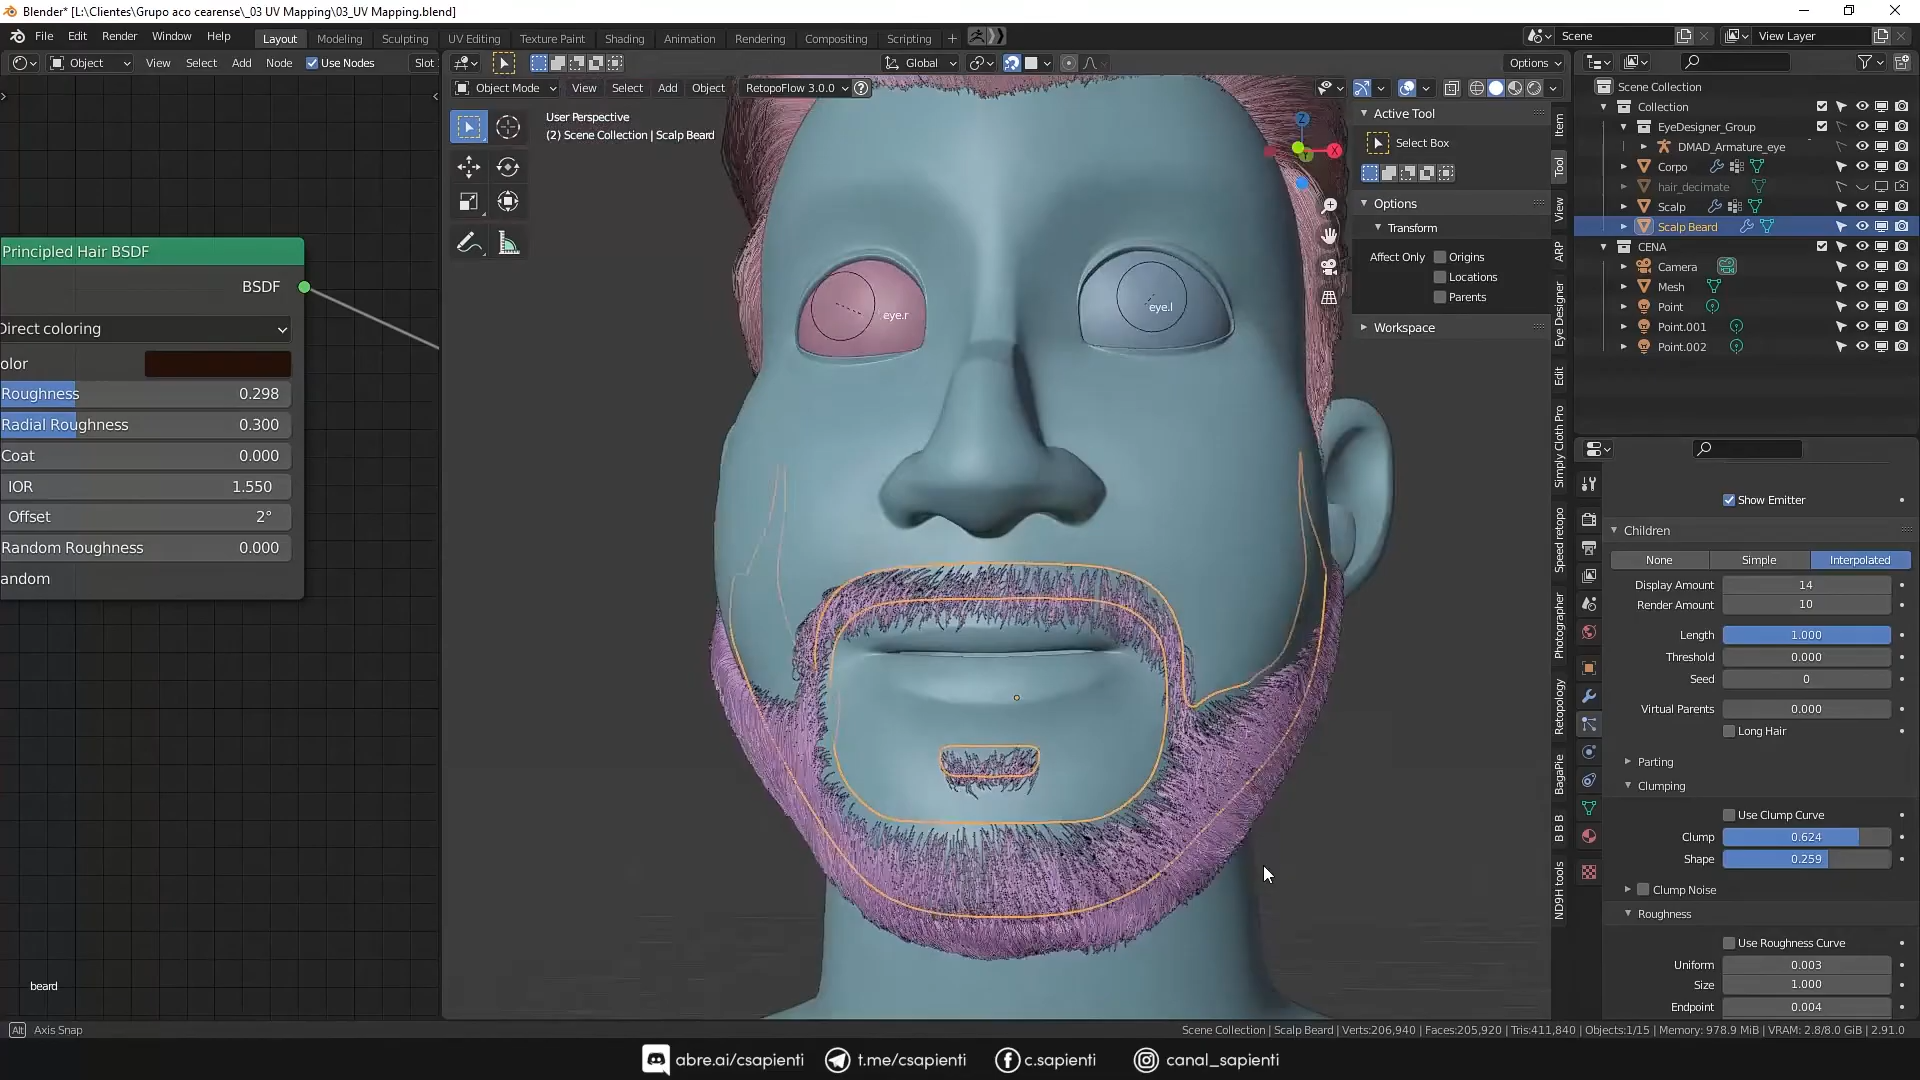 Blender* [L:\Clientes\Grupo aco cearense\_03 UV Mapping\03_UV Mapping.blend]
File Edit Render Window Help Layout Modeling Sculpting UV Editing Texture Paint Shading Animation Rendering Compositing Scripting Scene View Layer
Object View Select Add Node Use Nodes Slot Global Options
Object Mode View Select Add Object RetopoFlow 3.0.0
User Perspective
(2) Scene Collection | Scalp Beard
Principled Hair BSDF
BSDF
Direct coloring
olor
Roughness 0.298
Radial Roughness 0.300
Coat 0.000
IOR 1.550
Offset 2°
Random Roughness 0.000
andom
beard
eye.r
eye.l
Z
X
Active Tool
Select Box
Options
Transform
Affect Only Origins
Locations
Parents
Workspace
Item
Tool
View
ARP
Eye Designer
Edit
Simply Cloth Pro
Speed retopo
Photographer
Retopology
BagaPie
B B B
ND9H tools
Scene Collection
Collection
EyeDesigner_Group
DMAD_Armature_eye
Corpo
hair_decimate
Scalp
Scalp Beard
CENA
Camera
Mesh
Point
Point.001
Point.002
Show Emitter
Children
None Simple Interpolated
Display Amount 14
Render Amount 10
Length 1.000
Threshold 0.000
Seed 0
Virtual Parents 0.000
Long Hair
Parting
Clumping
Use Clump Curve
Clump 0.624
Shape 0.259
Clump Noise
Roughness
Use Roughness Curve
Uniform 0.003
Size 1.000
Endpoint 0.004
Alt Axis Snap
Scene Collection | Scalp Beard | Verts:206,940 | Faces:205,920 | Tris:411,840 | Objects:1/15 | Memory: 978.9 MiB | VRAM: 2.8/8.0 GiB | 2.91.0
abre.ai/csapienti t.me/csapienti c.sapienti canal_sapienti